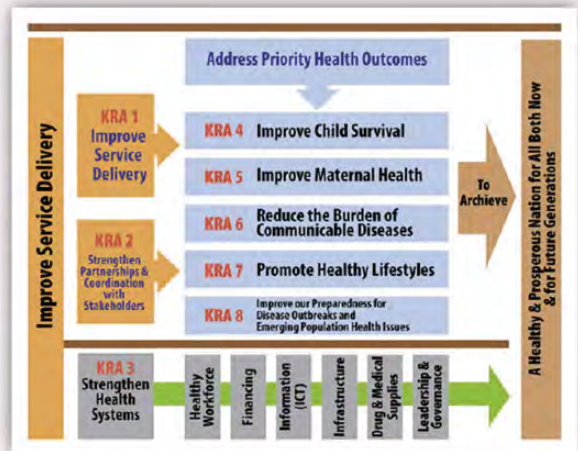 Improve Service Delivery
Address Priority Health Outcomes
KRA 1
Improve
Service
Delivery
KRA 2
Strengthen
Partnerships &
Coordination
with
Stakeholders
KRA 4 Improve Child Survival
KRA 5 Improve Maternal Health
KRA 6 Reduce the Burden of
Communicable Diseases
KRA 7 Promote Healthy Lifestyles
KRA 8 Improve our Preparedness for
Disease Outbreaks and
Emerging Population Health Issues
To
Archieve
A Healthy & Prosperous Nation for All Both Now
& for Future Generations
KRA 3
Strengthen
Health
Systems
Healthy
Workforce
Financing
Information
(ICT)
Infrastructure
Drug & Medical
Supplies
Leadership &
Governance